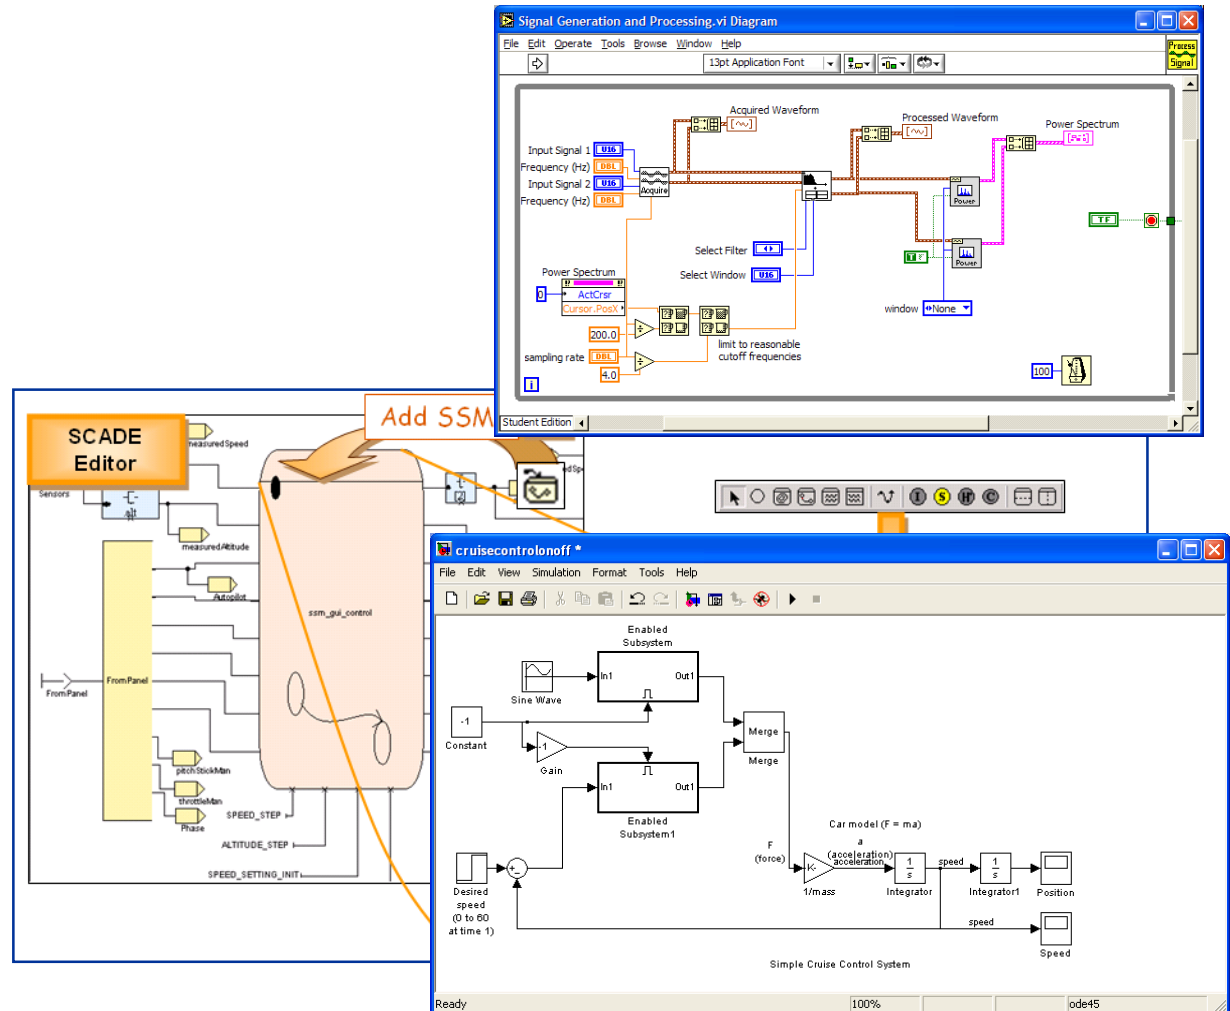 Signal Generation and Processing.vi Diagram
File Edit Operate Tools Browse Window Help
13pt Application Font
Process
Signal
Acquired Waveform
Processed Waveform
Power Spectrum
Input Signal 1
U16
Frequency (Hz)
DBL
Input Signal 2
U16
Frequency (Hz)
DBL
Acquire
Power
Power
TF
T
Select Filter
Select Window
U16
Power Spectrum
0
ActCrsr
Cursor.PosX
200.0
sampling rate
DBL
4.0
limit to reasonable
cutoff frequencies
window
None
100
i
Student Edition
SCADE
Editor
Add SSM
measuredSpeed
Sensors
measuredAltitude
Autopilot
ssm_gui_control
FromPanel
FromPanel
pitchStickMan
throttleMan
Phase
SPEED_STEP
ALTITUDE_STEP
SPEED_SETTING_INIT
I
S
H
C
cruisecontrolonoff *
File Edit View Simulation Format Tools Help
Enabled
Subsystem
In1
Out1
Sine Wave
-1
Constant
-1
Gain
Merge
Merge
In1
Out1
Enabled
Subsystem1
Car model (F = ma)
F
(force)
a
(acceleration)
acceleration
K-
1/mass
1
s
Integrator
speed
1
s
Integrator1
Position
Desired
speed
(0 to 60
at time 1)
speed
Speed
Simple Cruise Control System
Ready
100%
ode45